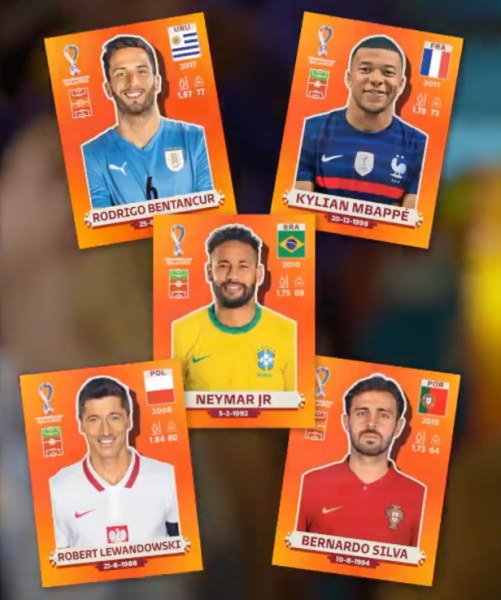 URU
2017
1,87 77
RODRIGO BENTANCUR
FRA
2017
1,78 73
KYLIAN MBAPPÉ
20-12-1998
BRA
2010
1,75 68
NEYMAR JR
5-2-1992
POL
2008
1,84 80
ROBERT LEWANDOWSKI
21-8-1988
POR
2015
1,73 64
BERNARDO SILVA
10-8-1994